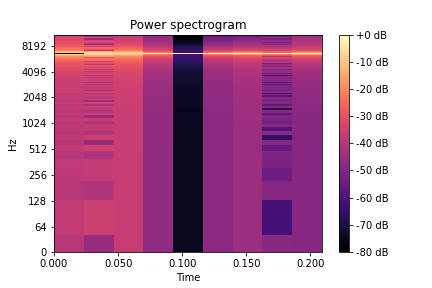 Power spectrogram
Hz
8192
4096
2048
1024
512
256
128
64
0
0.000
0.050
0.100
0.150
0.200
Time
+0 dB
-10 dB
-20 dB
-30 dB
-40 dB
-50 dB
-60 dB
-70 dB
-80 dB